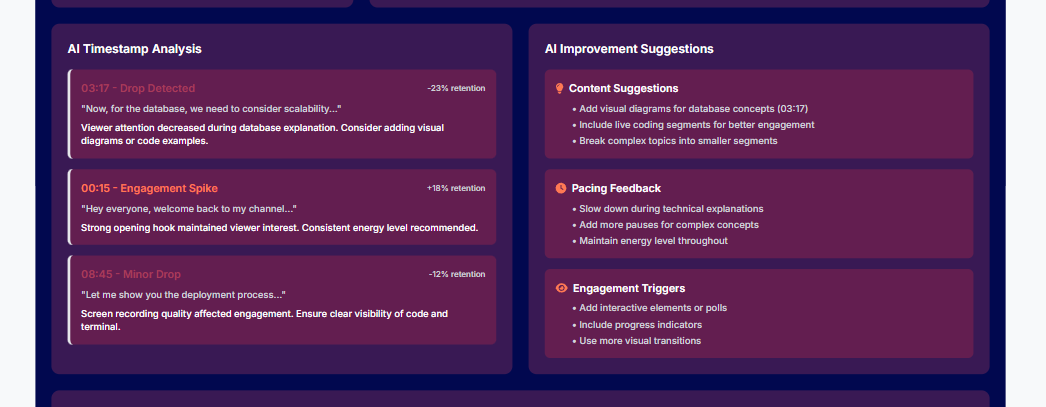 AI Timestamp Analysis
03:17 - Drop Detected
-23% retention
"Now, for the database, we need to consider scalability..."
Viewer attention decreased during database explanation. Consider adding visual
diagrams or code examples.
00:15 - Engagement Spike
+18% retention
"Hey everyone, welcome back to my channel..."
Strong opening hook maintained viewer interest. Consistent energy level recommended.
08:45 - Minor Drop
-12% retention
"Let me show you the deployment process..."
Screen recording quality affected engagement. Ensure clear visibility of code and
terminal.
AI Improvement Suggestions
Content Suggestions
• Add visual diagrams for database concepts (03:17)
• Include live coding segments for better engagement
• Break complex topics into smaller segments
Pacing Feedback
• Slow down during technical explanations
• Add more pauses for complex concepts
• Maintain energy level throughout
Engagement Triggers
• Add interactive elements or polls
• Include progress indicators
• Use more visual transitions